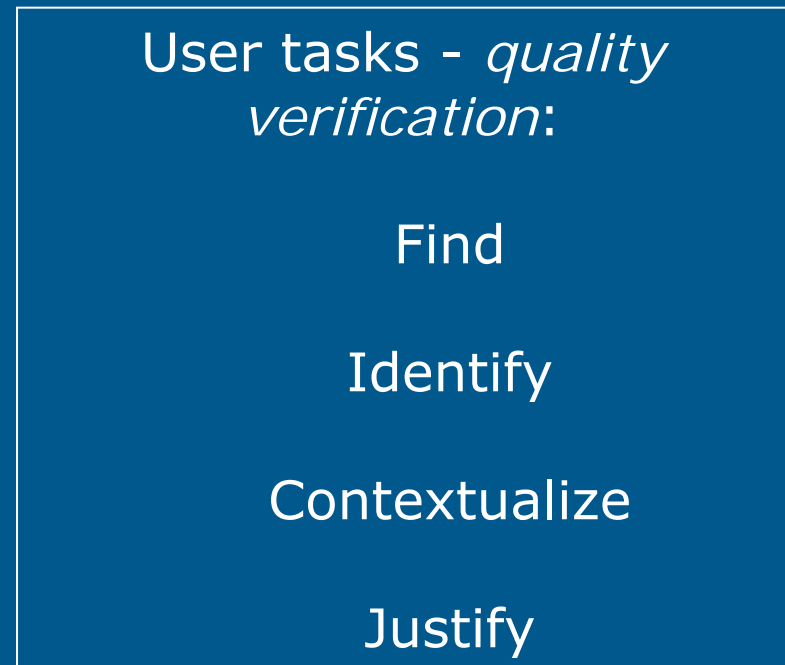 User tasks - quality
verification:
Find
Identify
Contextualize
Justify